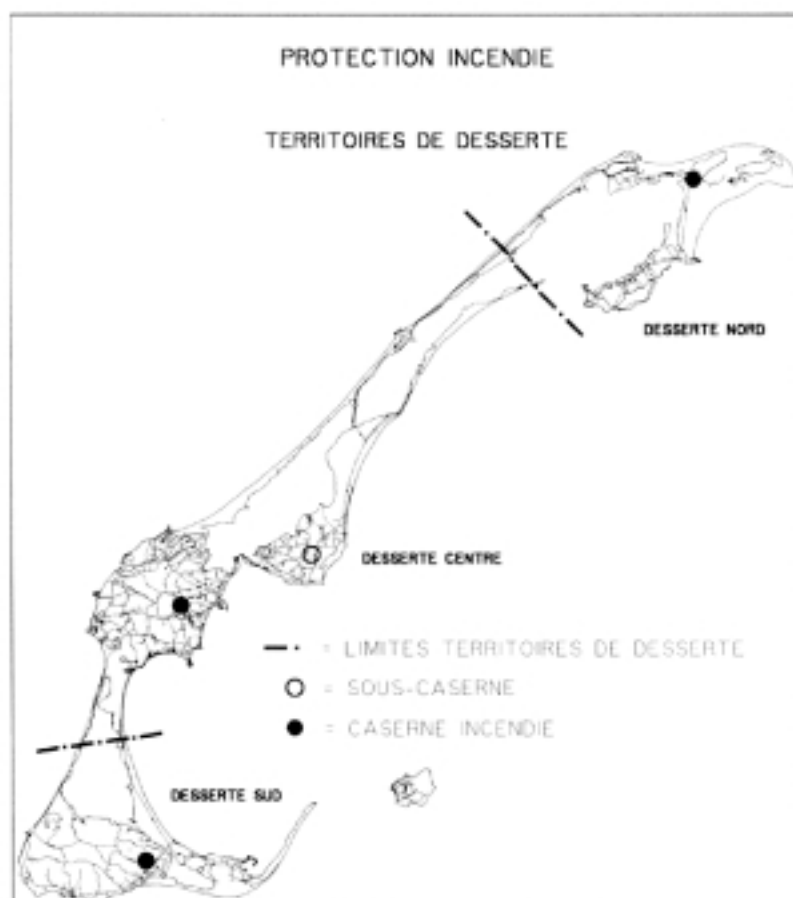 PROTECTION INCENDIE
TERRITOIRES DE DESSERTE
DESSERTE NORD
DESSERTE CENTRE
= LIMITES TERRITOIRES DE DESSERTE
= SOUS-CASERNE
= CASERNE INCENDIE
DESSERTE SUD